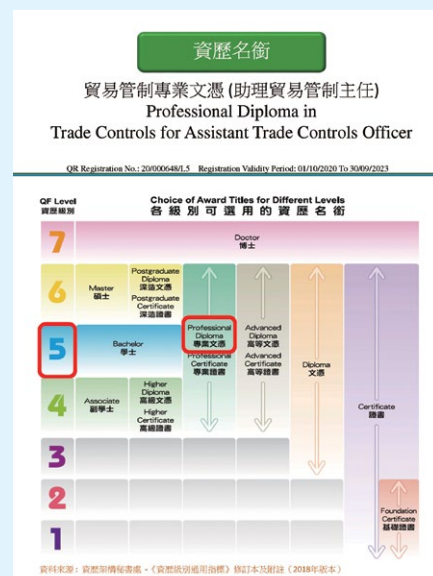 資歷名銜
貿易管制專業文憑 (助理貿易管制主任)
Professional Diploma in
Trade Controls for Assistant Trade Controls Officer
QR Registration No.: 20/000648/L5 Registration Validity Period: 01/10/2020 To 30/09/2023
QF Level
資歷級別
Choice of Award Titles for Different Levels
各級別可選用的資歷名銜
7
Doctor
博士
6
Master
碩士
Postgraduate
Diploma
深造文憑
Postgraduate
Certificate
深造證書
5
Bachelor
學士
Professional
Diploma
專業文憑
Professional
Certificate
專業證書
Advanced
Diploma
高等文憑
Advanced
Certificate
高等證書
Diploma
文憑
Certificate
證書
4
Associate
副學士
Higher
Diploma
高級文憑
Higher
Certificate
高級證書
3
2
Foundation
Certificate
基礎證書
1
資料來源：資歷架構秘書處 -《資歷級別通用指標》修訂本及附註（2018年版本）